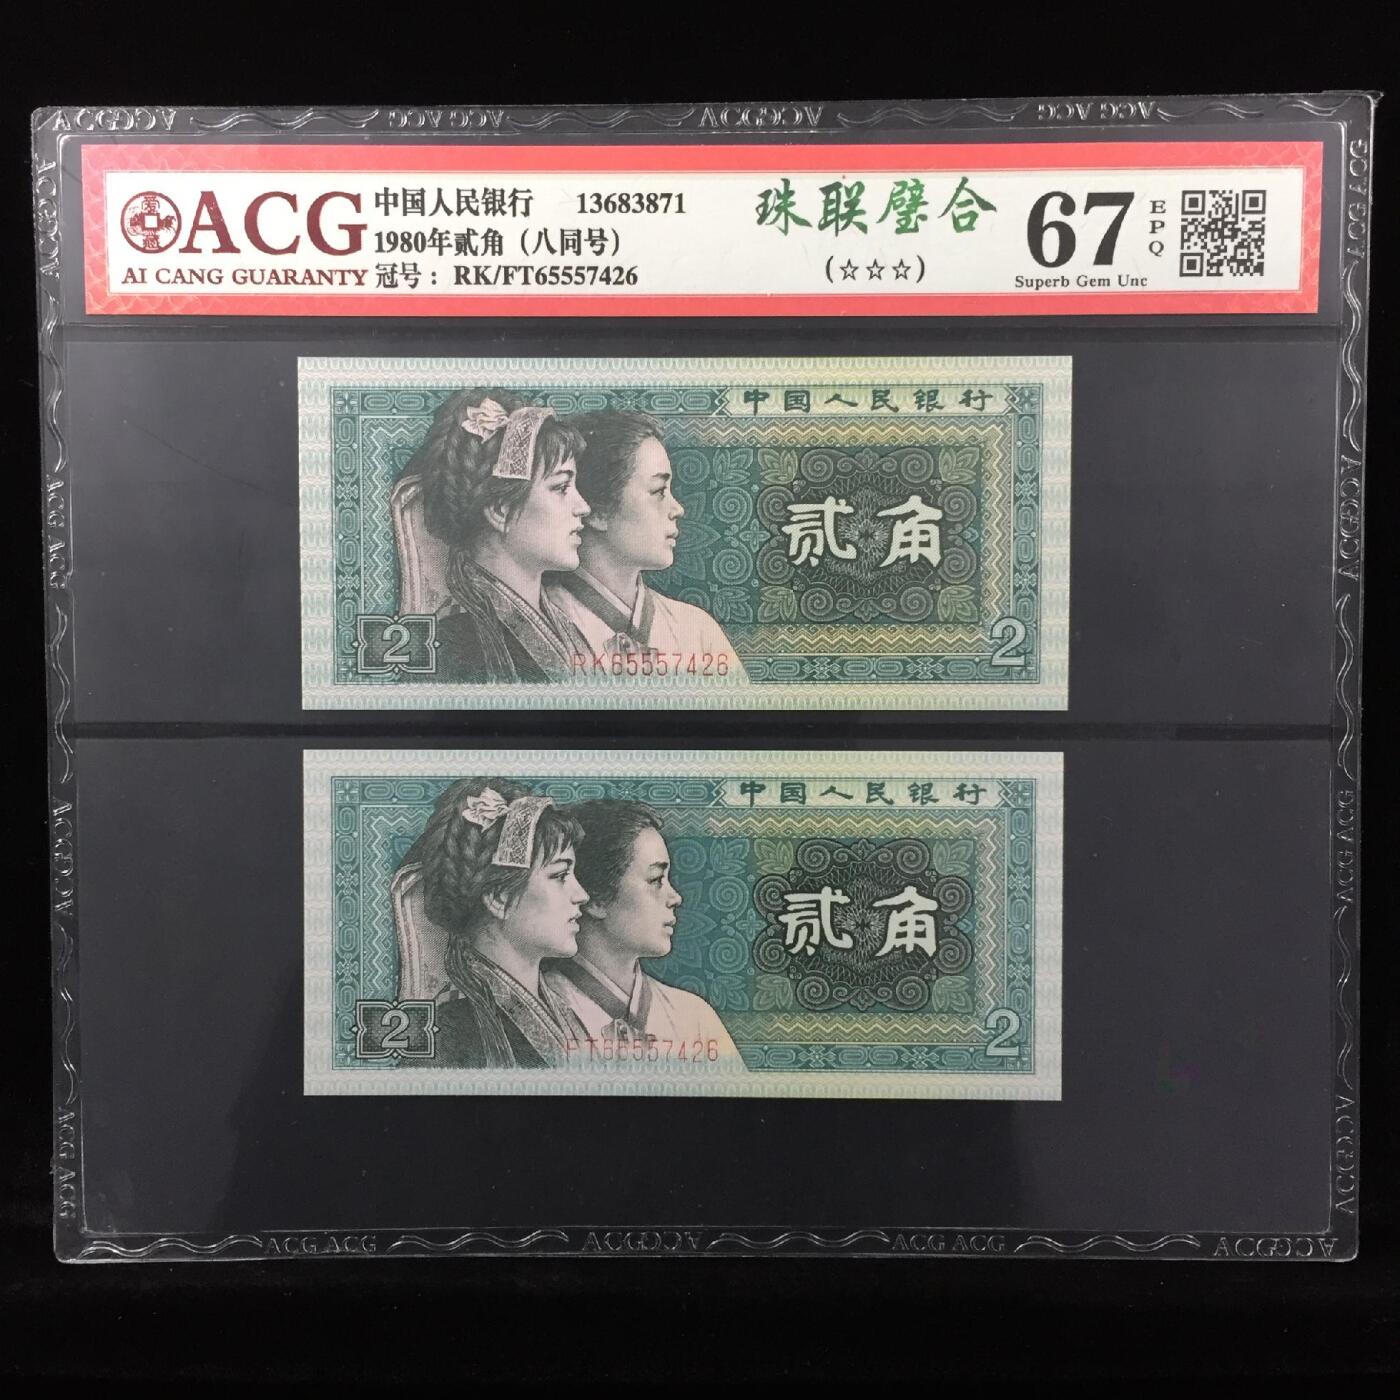 ACG
AI CANG GUARANTY
中国人民银行 13683871
1980年贰角（八同号）
冠号：RK/FT65557426
珠联璧合
(☆☆☆)
67
EPQ
Superb Gem Unc
中国人民银行
贰角
2
RK65557426
2
中国人民银行
贰角
2
FT65557426
2
ACG ACG
ACG ACG